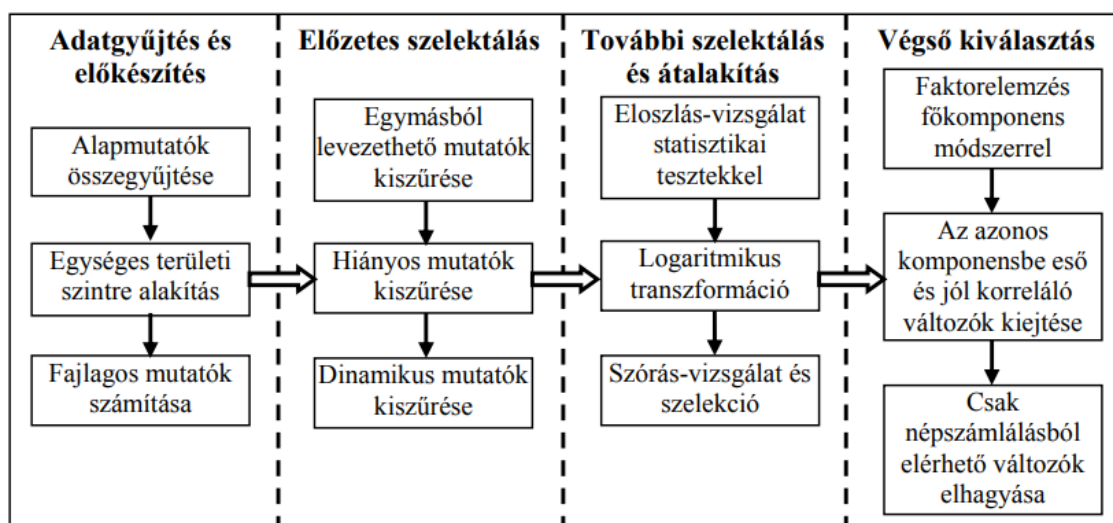 Adatgyűjtés és
előkészítés
Alapmutatók
összegyűjtése
Egységes területi
szintre alakítás
Fajlagos mutatók
számítása
Előzetes szelektálás
Egymásból
levezethető mutatók
kiszűrése
Hiányos mutatók
kiszűrése
Dinamikus mutatók
kiszűrése
További szelektálás
és átalakítás
Eloszlás-vizsgálat
statisztikai
tesztekkel
Logaritmikus
transzformáció
Szórás-vizsgálat és
szelekció
Végső kiválasztás
Faktorelemzés
főkomponens
módszerrel
Az azonos
komponensbe eső
és jól korreláló
változók kiejtése
Csak
népszámlálásból
elérhető változók
elhagyása